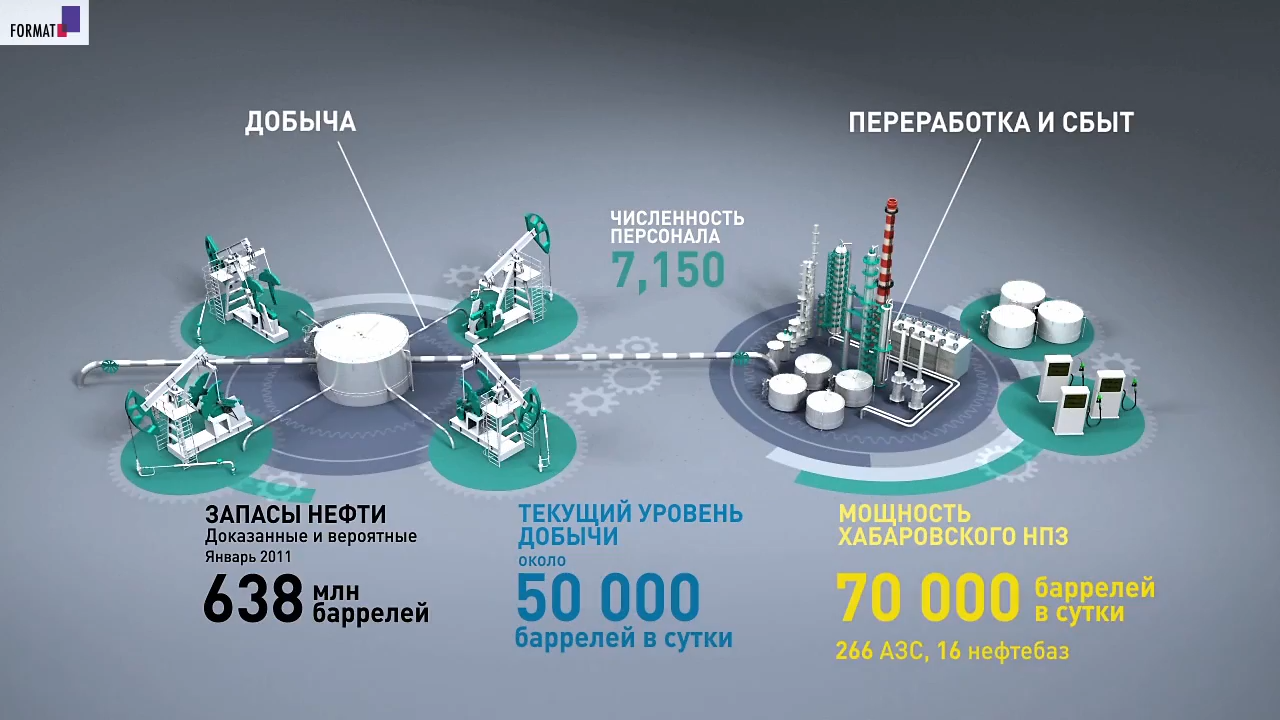 FORMAT
ДОБЫЧА
ПЕРЕРАБОТКА И СБЫТ
ЧИСЛЕННОСТЬ
ПЕРСОНАЛА
7,150
ЗАПАСЫ НЕФТИ
Доказанные и вероятные
Январь 2011
638 млн
баррелей
ТЕКУЩИЙ УРОВЕНЬ
ДОБЫЧИ
около
50 000
баррелей в сутки
МОЩНОСТЬ
ХАБАРОВСКОГО НПЗ
70 000 баррелей
в сутки
266 АЗС, 16 нефтебаз